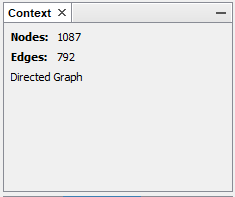 Context
Nodes: 1087
Edges: 792
Directed Graph